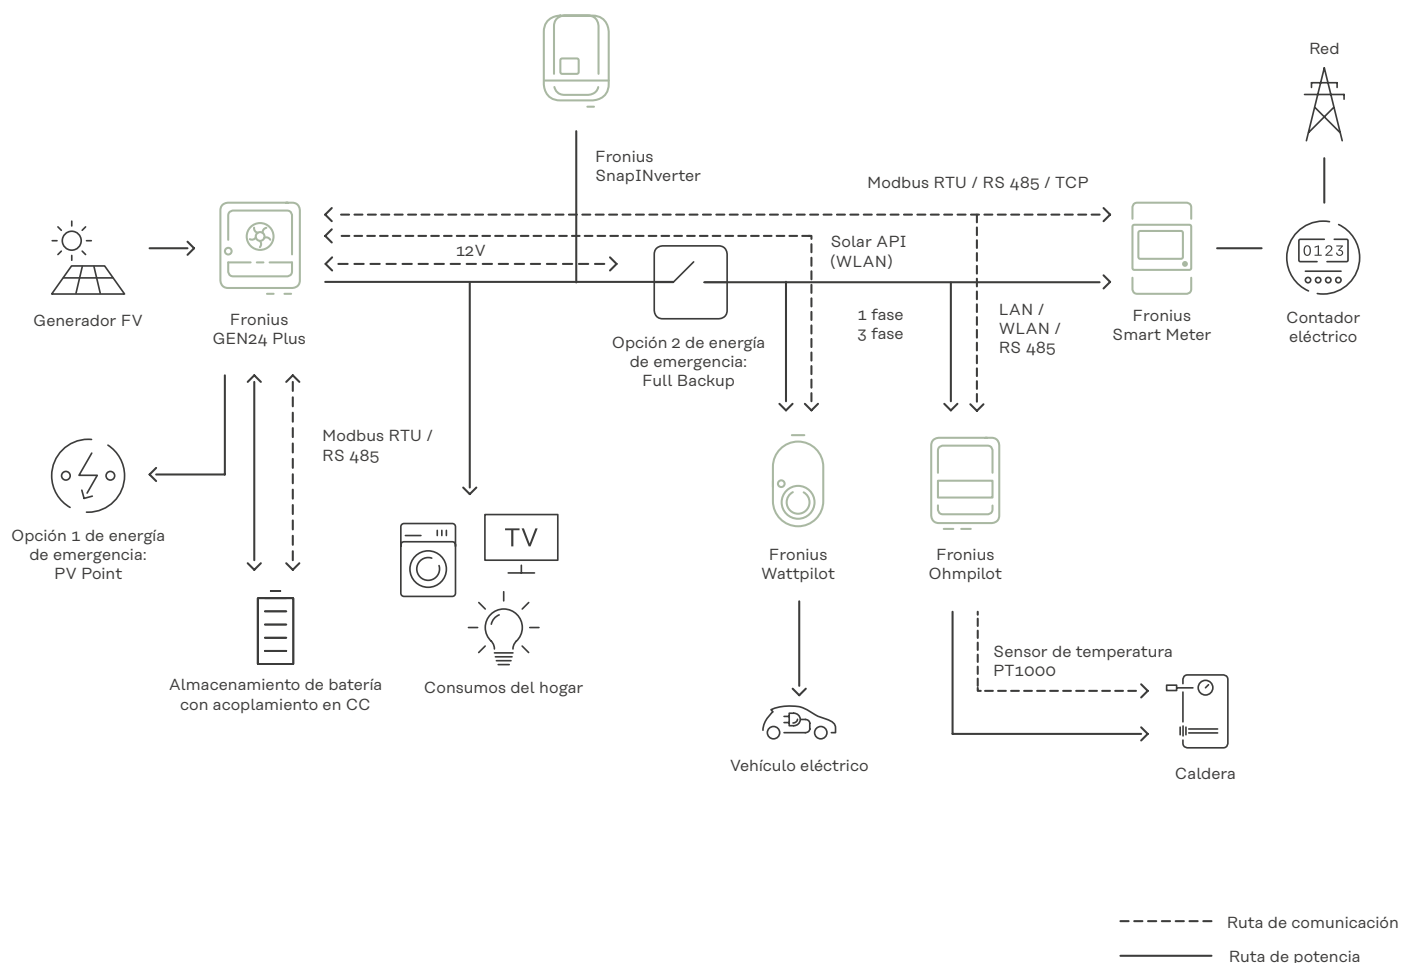 Red
Fronius
SnapINverter
Modbus RTU / RS 485 / TCP
12V
Solar API
(WLAN)
0123
Generador FV
Fronius
GEN24 Plus
Opción 2 de energía
de emergencia:
Full Backup
1 fase
3 fase
LAN /
WLAN /
RS 485
Fronius
Smart Meter
Contador
eléctrico
Modbus RTU /
RS 485
Opción 1 de energía
de emergencia:
PV Point
TV
Fronius
Wattpilot
Fronius
Ohmpilot
Sensor de temperatura
PT1000
Almacenamiento de batería
con acoplamiento en CC
Consumos del hogar
Vehículo eléctrico
Caldera
Ruta de comunicación
Ruta de potencia